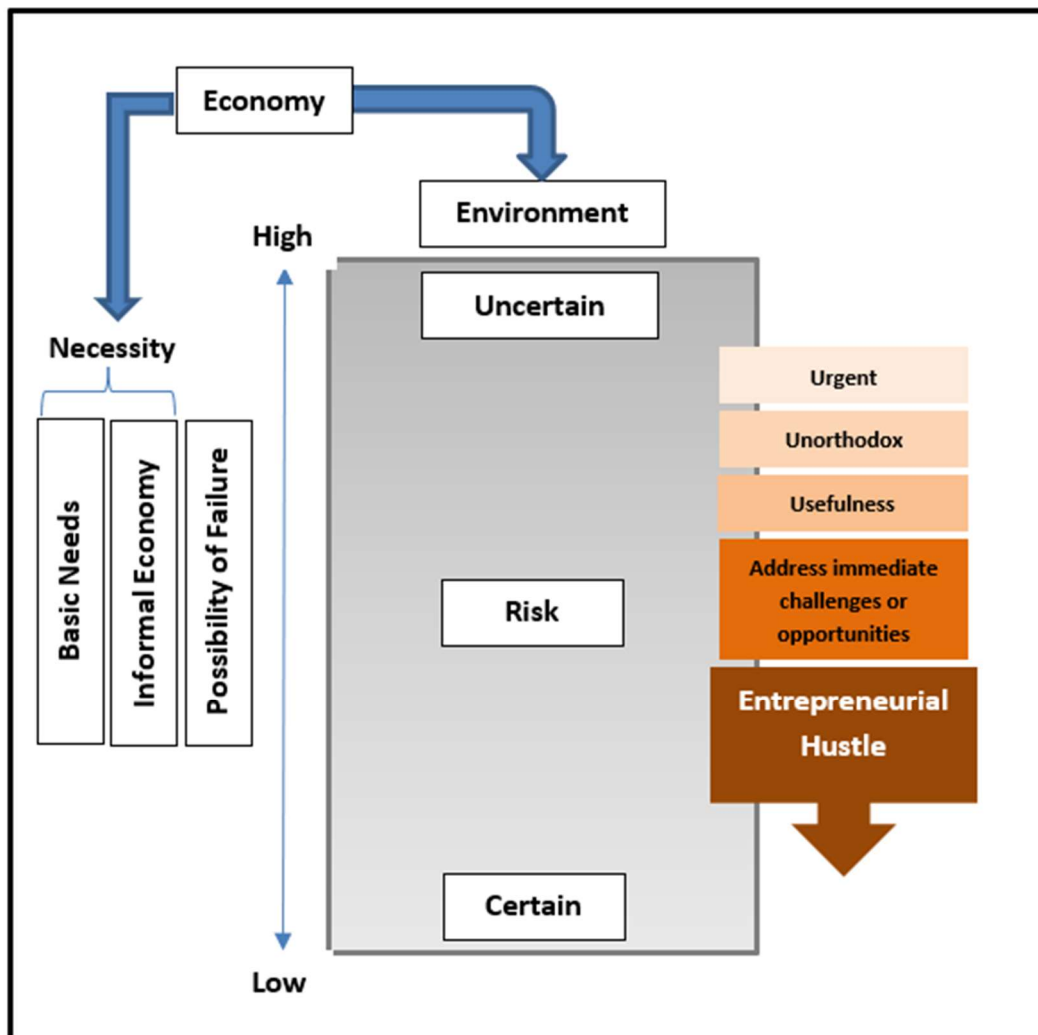 Economy
Environment
High
Uncertain
Necessity
Urgent
Unorthodox
Usefulness
Basic Needs
Informal Economy
Possibility of Failure
Address immediate
challenges or
opportunities
Risk
Entrepreneurial
Hustle
Certain
Low